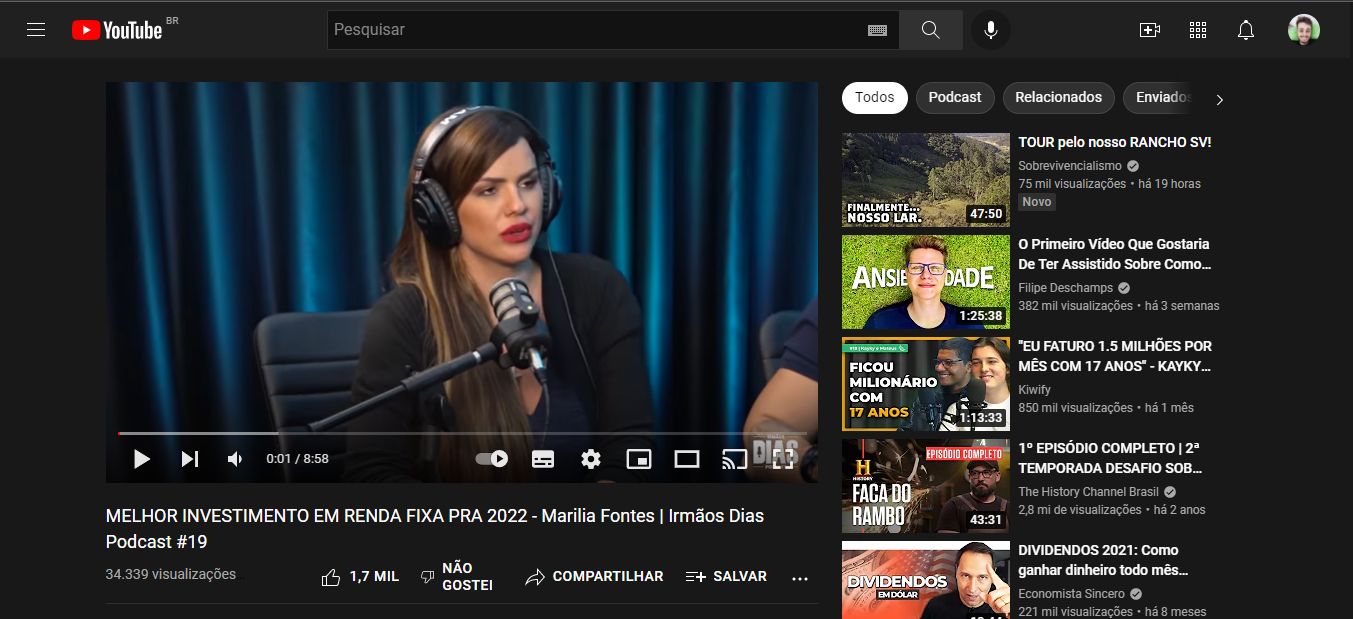 YouTube BR
Pesquisar
0:01 / 8:58
DIAS
MELHOR INVESTIMENTO EM RENDA FIXA PRA 2022 - Marilia Fontes | Irmãos Dias
Podcast #19
34.339 visualizações
1,7 MIL
NÃO
GOSTEI
COMPARTILHAR
SALVAR
Todos
Podcast
Relacionados
Enviados
FINALMENTE...
NOSSO LAR.
47:50
TOUR pelo nosso RANCHO SV!
Sobrevivencialismo
75 mil visualizações • há 19 horas
Novo
ANSIEDADE
1:25:38
O Primeiro Vídeo Que Gostaria
De Ter Assistido Sobre Como...
Filipe Deschamps
382 mil visualizações • há 3 semanas
#18 | Kayky e Mateus
FICOU
MILIONÁRIO
COM
17 ANOS
1:13:33
"EU FATURO 1.5 MILHÕES POR
MÊS COM 17 ANOS" - KAYKY...
Kiwify
850 mil visualizações • há 1 mês
EPISÓDIO COMPLETO
H
HISTORY
FACA DO
RAMBO
43:31
1º EPISÓDIO COMPLETO | 2ª
TEMPORADA DESAFIO SOB...
The History Channel Brasil
2,8 mi de visualizações • há 2 anos
DIVIDENDOS
EM DÓLAR
DIVIDENDOS 2021: Como
ganhar dinheiro todo mês...
Economista Sincero
221 mil visualizações • há 8 meses